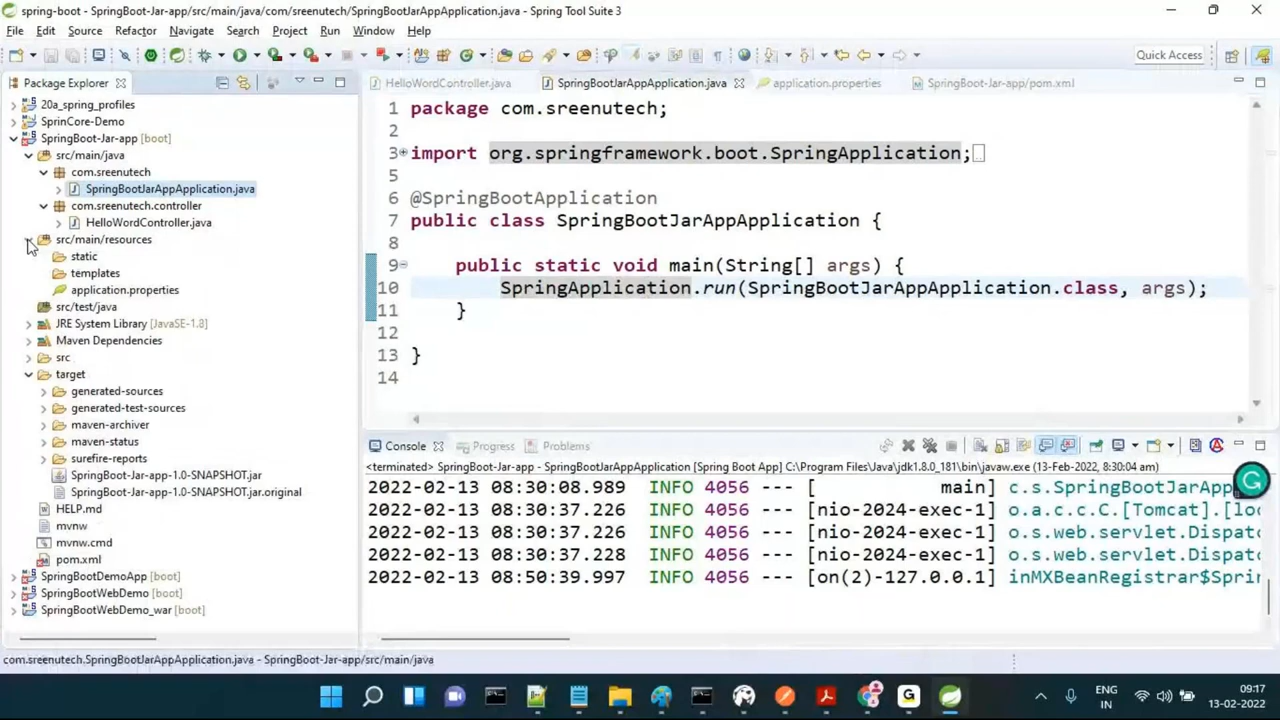 spring-boot - SpringBoot-Jar-app/src/main/java/com/sreenutech/SpringBootJarAppApplication.java - Spring Tool Suite 3
File Edit Source Refactor Navigate Search Project Run Window Help
Quick Access
Package Explorer
20a_spring_profiles
SprinCore-Demo
SpringBoot-Jar-app [boot]
src/main/java
com.sreenutech
SpringBootJarAppApplication.java
com.sreenutech.controller
HelloWordController.java
src/main/resources
static
templates
application.properties
src/test/java
JRE System Library [JavaSE-1.8]
Maven Dependencies
src
target
generated-sources
generated-test-sources
maven-archiver
maven-status
surefire-reports
SpringBoot-Jar-app-1.0-SNAPSHOT.jar
SpringBoot-Jar-app-1.0-SNAPSHOT.jar.original
HELP.md
mvnw
mvnw.cmd
pom.xml
SpringBootDemoApp [boot]
SpringBootWebDemo [boot]
SpringBootWebDemo_war [boot]
HelloWordController.java SpringBootJarAppApplication.java application.properties SpringBoot-Jar-app/pom.xml
1 package com.sreenutech;
2
3 import org.springframework.boot.SpringApplication;
5
6 @SpringBootApplication
7 public class SpringBootJarAppApplication {
8
9 public static void main(String[] args) {
10 SpringApplication.run(SpringBootJarAppApplication.class, args);
11 }
12
13 }
14
Console Progress Problems
<terminated> SpringBoot-Jar-app - SpringBootJarAppApplication [Spring Boot App] C:\Program Files\Java\jdk1.8.0_181\bin\javaw.exe (13-Feb-2022, 8:30:04 am)
2022-02-13 08:30:08.989 INFO 4056 --- [ main] c.s.SpringBootJarApp
2022-02-13 08:30:37.226 INFO 4056 --- [nio-2024-exec-1] o.a.c.c.C.[Tomcat].[loc
2022-02-13 08:30:37.226 INFO 4056 --- [nio-2024-exec-1] o.s.web.servlet.Dispatc
2022-02-13 08:30:37.228 INFO 4056 --- [nio-2024-exec-1] o.s.web.servlet.Dispatc
2022-02-13 08:50:39.997 INFO 4056 --- [on(2)-127.0.0.1] inMXBeanRegistrar$Sprin
com.sreenutech.SpringBootJarAppApplication.java - SpringBoot-Jar-app/src/main/java
ENG
IN
09:17
13-02-2022